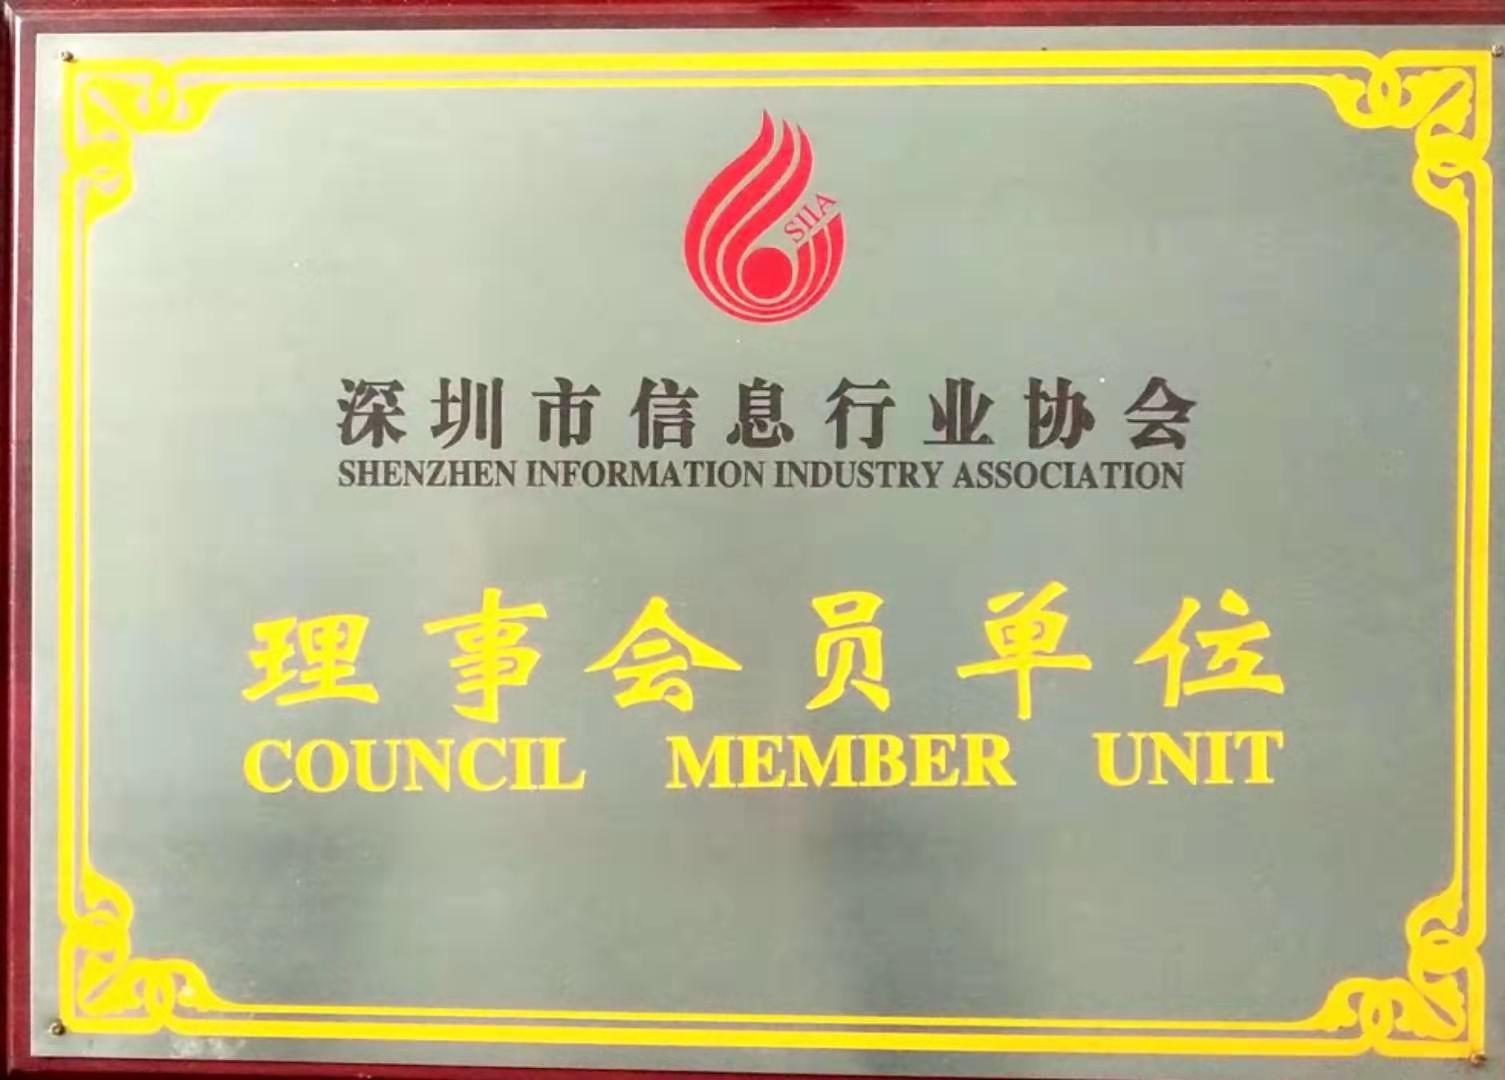 SIIA
深圳市信息行业协会
SHENZHEN INFORMATION INDUSTRY ASSOCIATION
理事会员单位
COUNCIL MEMBER UNIT